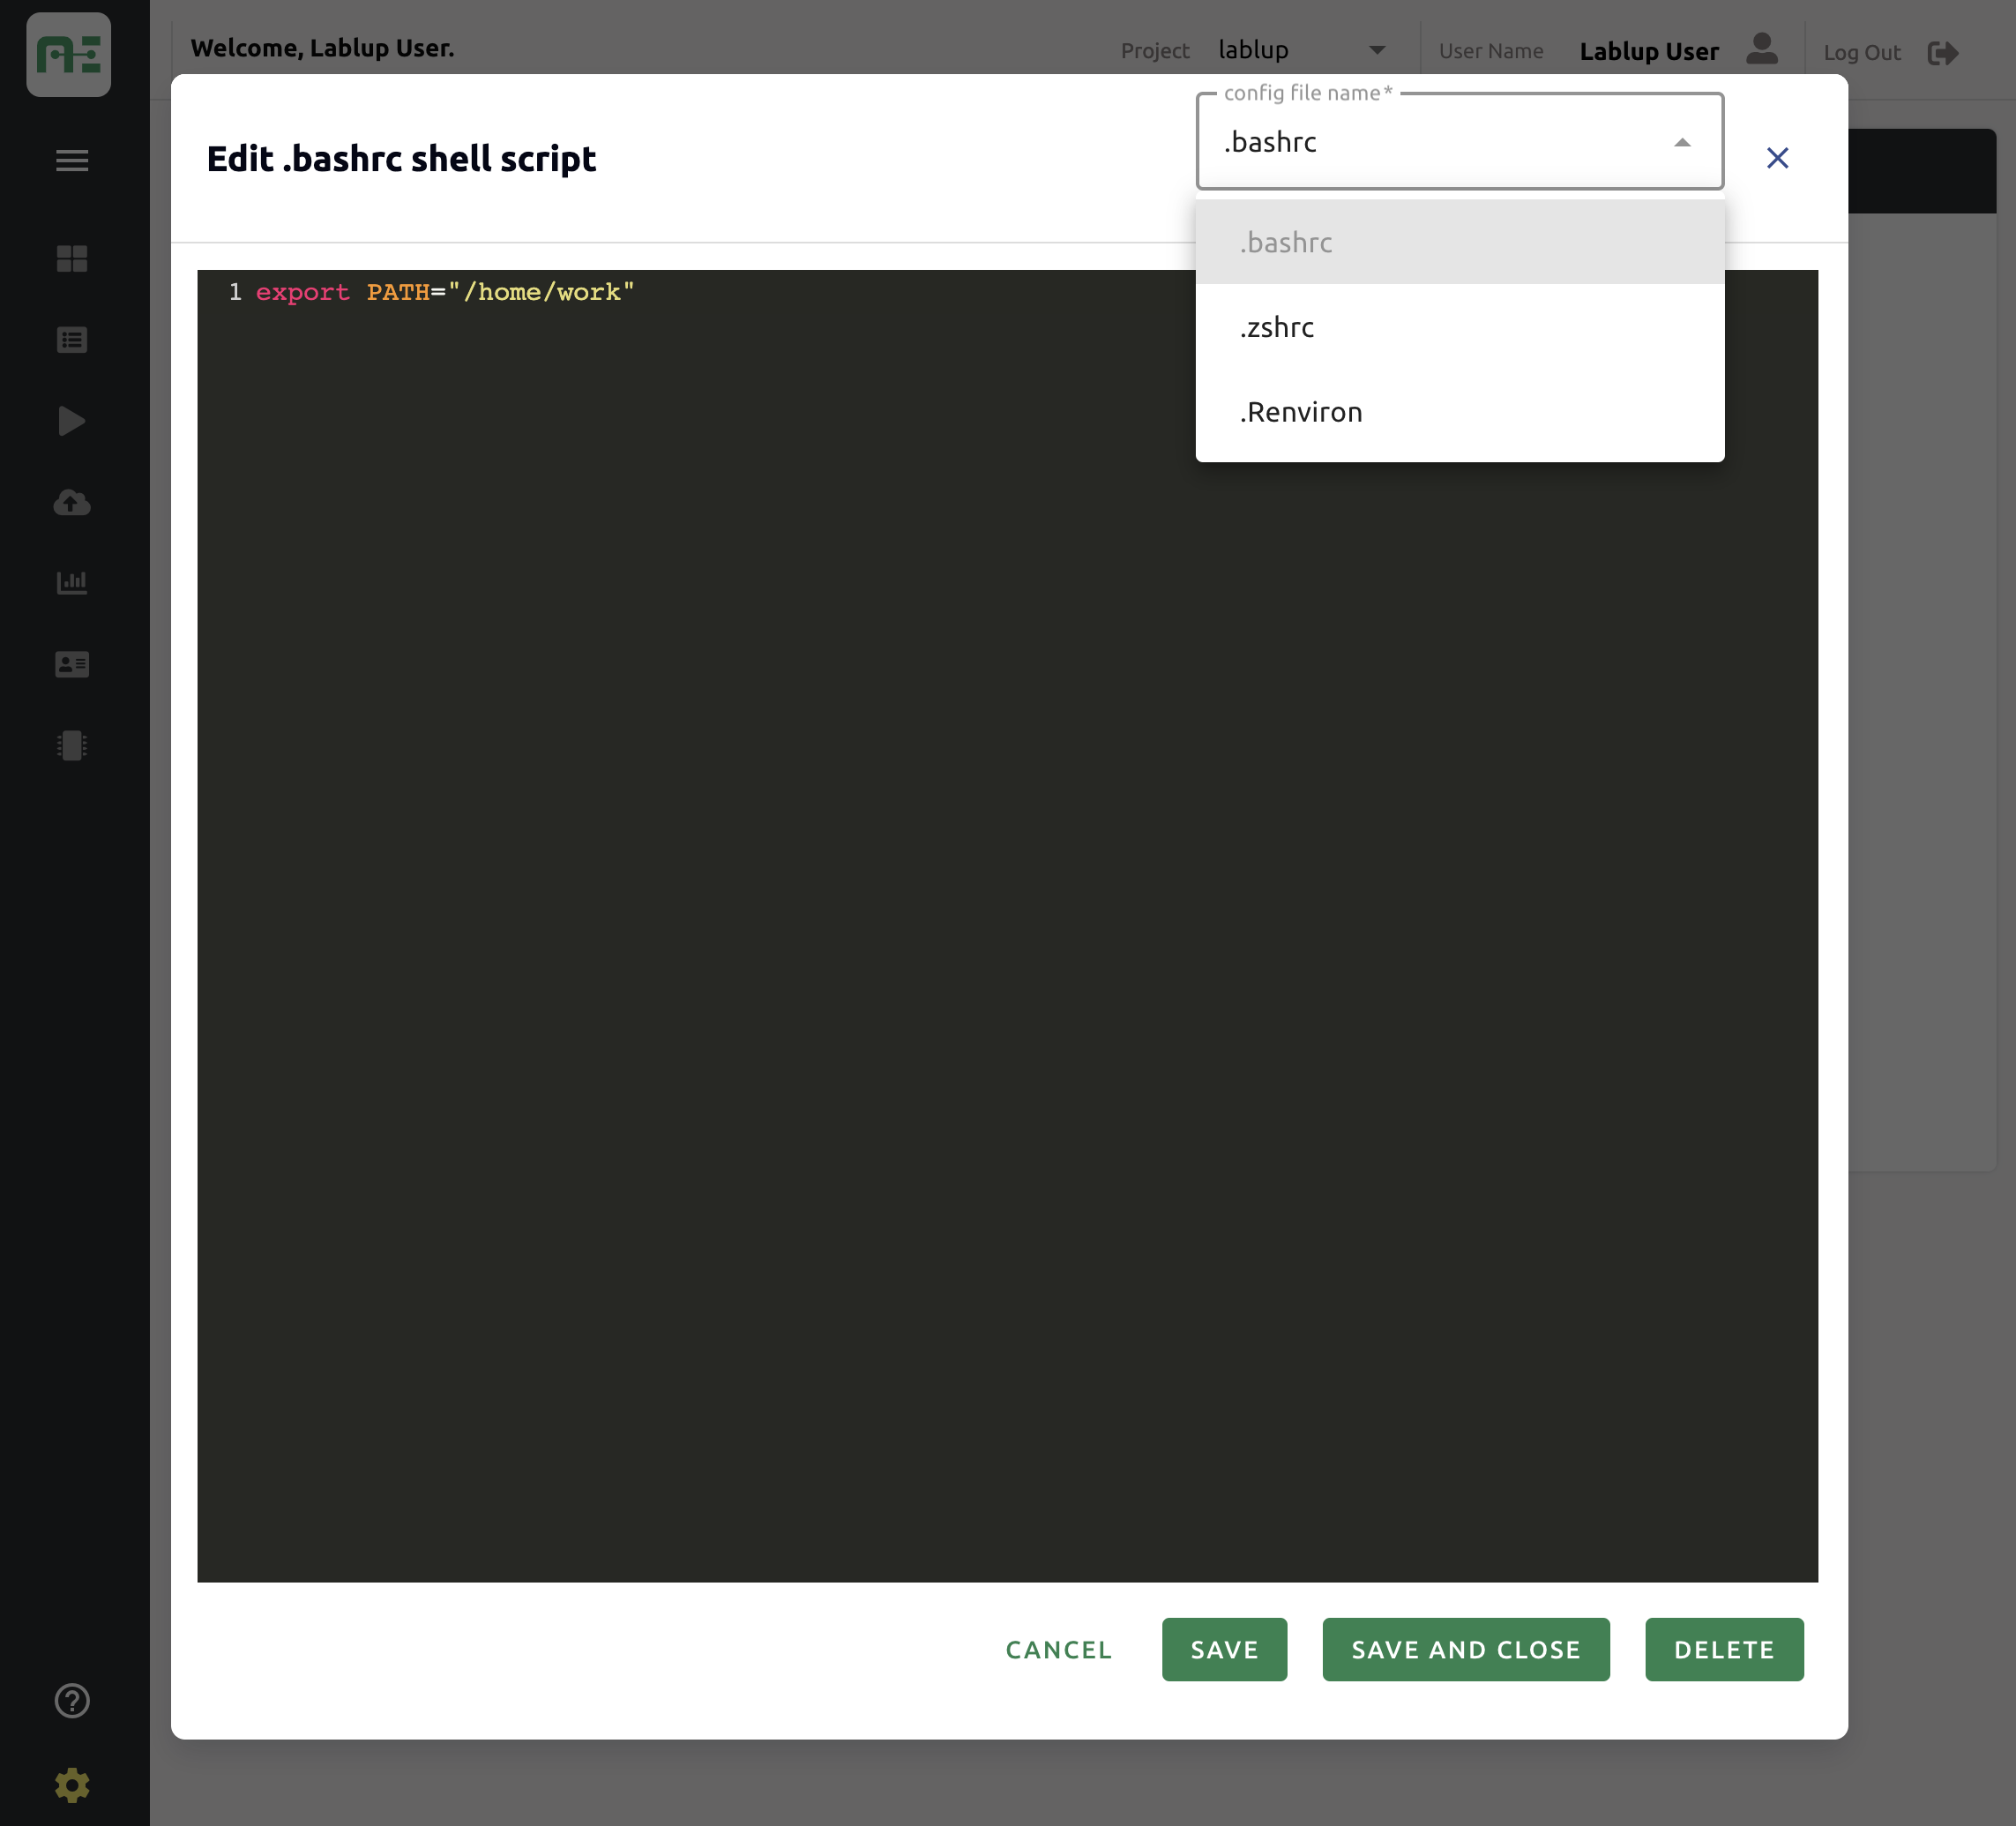 Welcome, Lablup User.
Project lablup
User Name Lablup User
Log Out
config file name*
.bashrc
Edit .bashrc shell script
.bashrc
.zshrc
.Renviron
1 export PATH="/home/work"
CANCEL
SAVE
SAVE AND CLOSE
DELETE